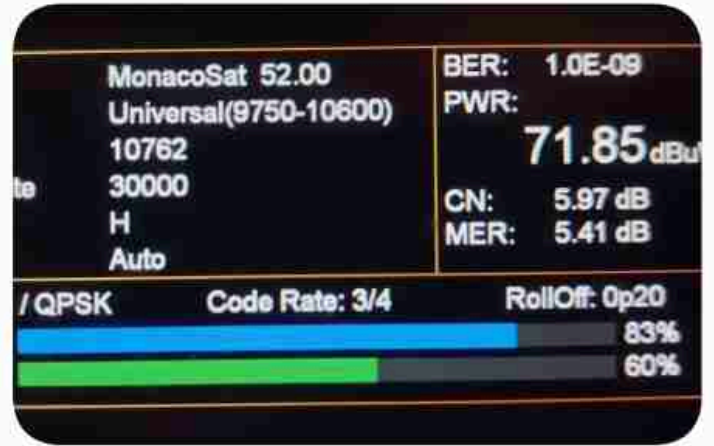 MonacoSat 52.00
Universal(9750-10600)
10762
te 30000
H
Auto
BER: 1.0E-09
PWR:
71.85 dBu
CN: 5.97 dB
MER: 5.41 dB
/ QPSK Code Rate: 3/4 RollOff: 0p20
83%
60%